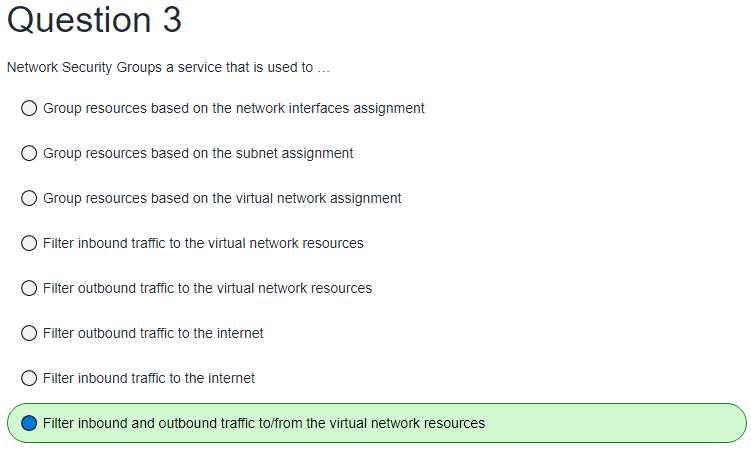 Question 3
Network Security Groups a service that is used to …
Group resources based on the network interfaces assignment
Group resources based on the subnet assignment
Group resources based on the virtual network assignment
Filter inbound traffic to the virtual network resources
Filter outbound traffic to the virtual network resources
Filter outbound traffic to the internet
Filter inbound traffic to the internet
Filter inbound and outbound traffic to/from the virtual network resources